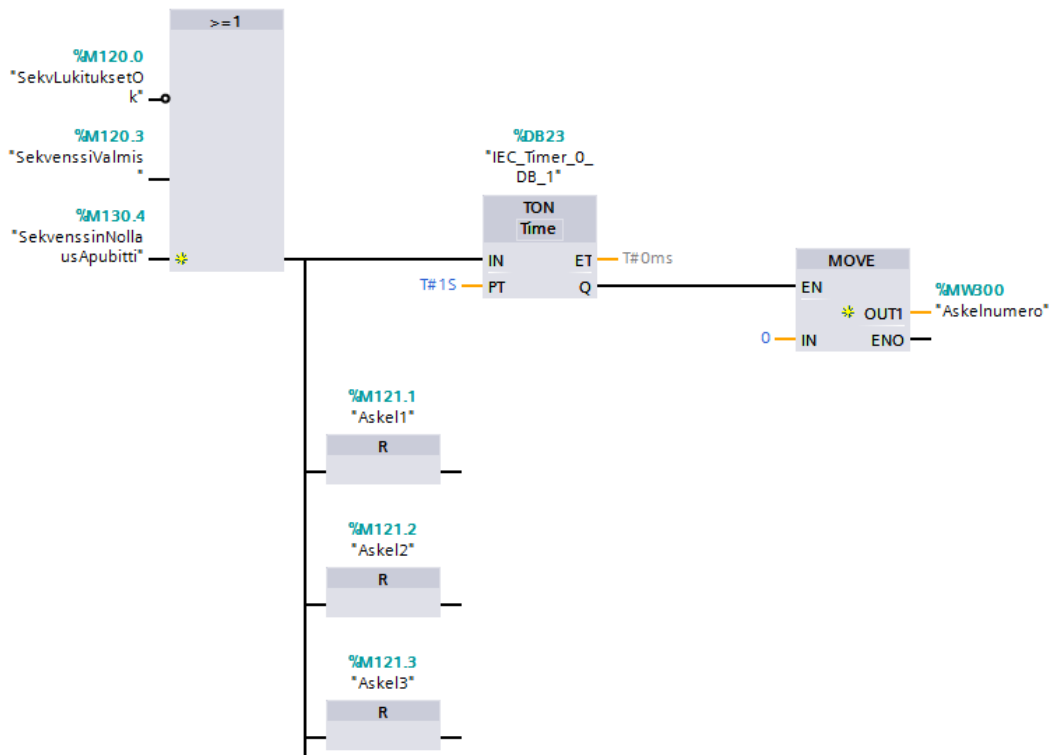 >=1
%M120.0
"SekvLukituksetO
k"
%M120.3
"SekvenssiValmis
"
%M130.4
"SekvenssinNolla
usApubitti"
%DB23
"IEC_Timer_0_
DB_1"
TON
Time
IN ET T#0ms
T#1S PT Q
MOVE
EN
%MW300
OUT1 "Askelnumero"
0 IN ENO
%M121.1
"Askel1"
R
%M121.2
"Askel2"
R
%M121.3
"Askel3"
R